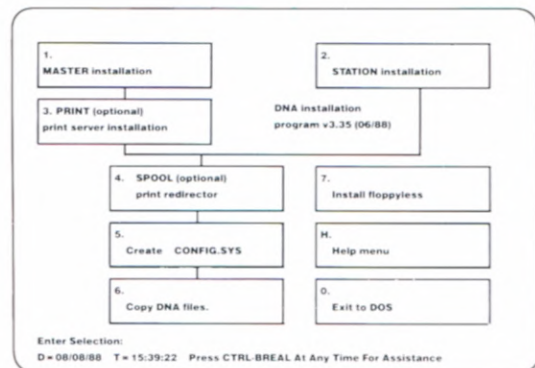 1.
MASTER installation
2.
STATION installation
3. PRINT (optional)
print server installation
DNA installation
program v3.35 (06/88)
4. SPOOL (optional)
print redirector
7.
Install floppyless
5.
Create CONFIG.SYS
H.
Help menu
6.
Copy DNA files.
0.
Exit to DOS
Enter Selection:
D = 08/08/88 T = 15:39:22 Press CTRL-BREAL At Any Time For Assistance